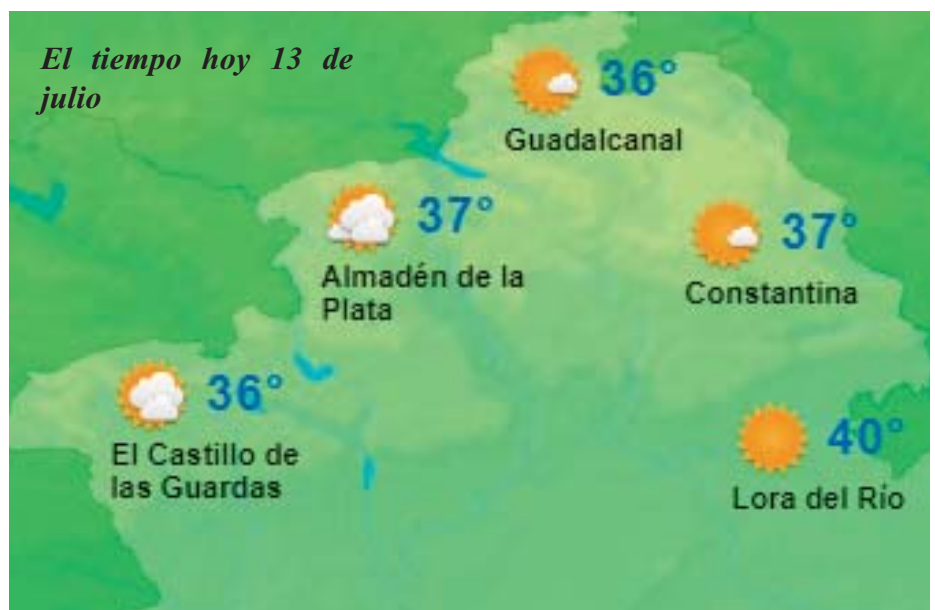 El tiempo hoy 13 de
julio
36°
Guadalcanal
37°
Almadén de la
Plata
37°
Constantina
36°
El Castillo de
las Guardas
40°
Lora del Río